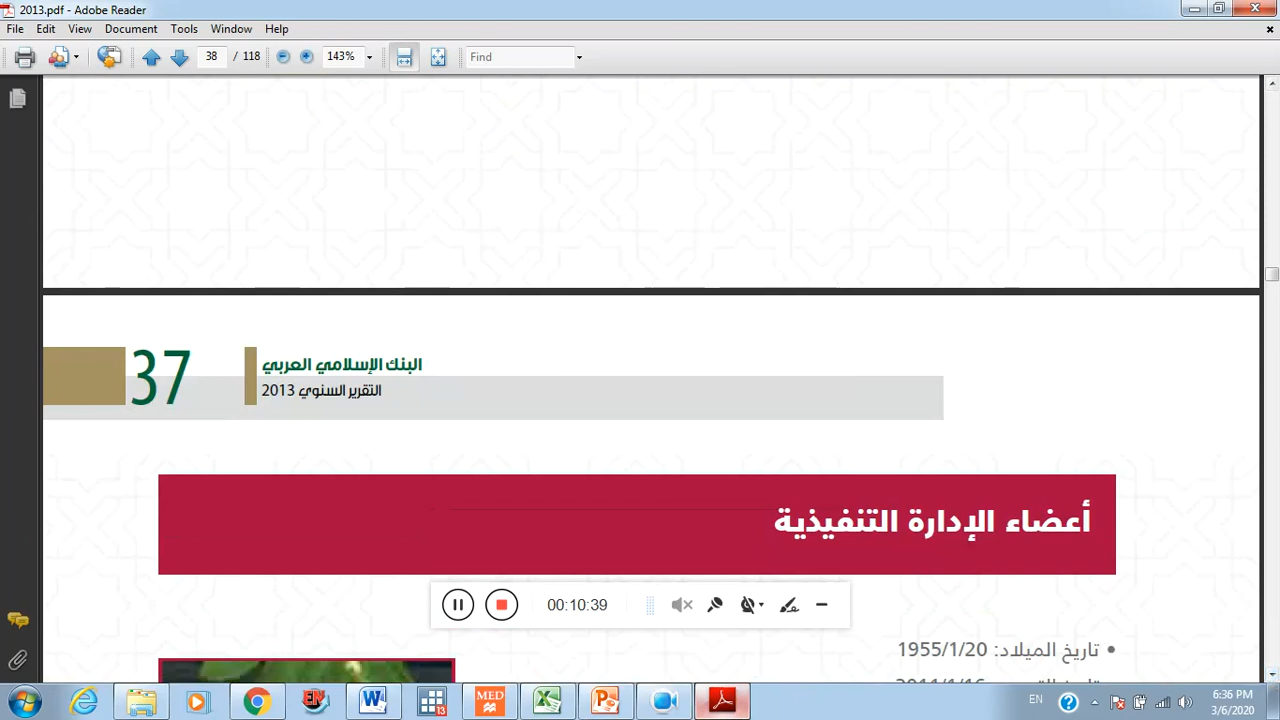 2013.pdf - Adobe Reader
File Edit View Document Tools Window Help
38 / 118 143% Find
37
البنك الإسلامي العربي
التقرير السنوي 2013
أعضاء الإدارة التنفيذية
00:10:39
• تاريخ الميلاد: 1955/1/20
EN
6:36 PM
3/6/2020
13
MED